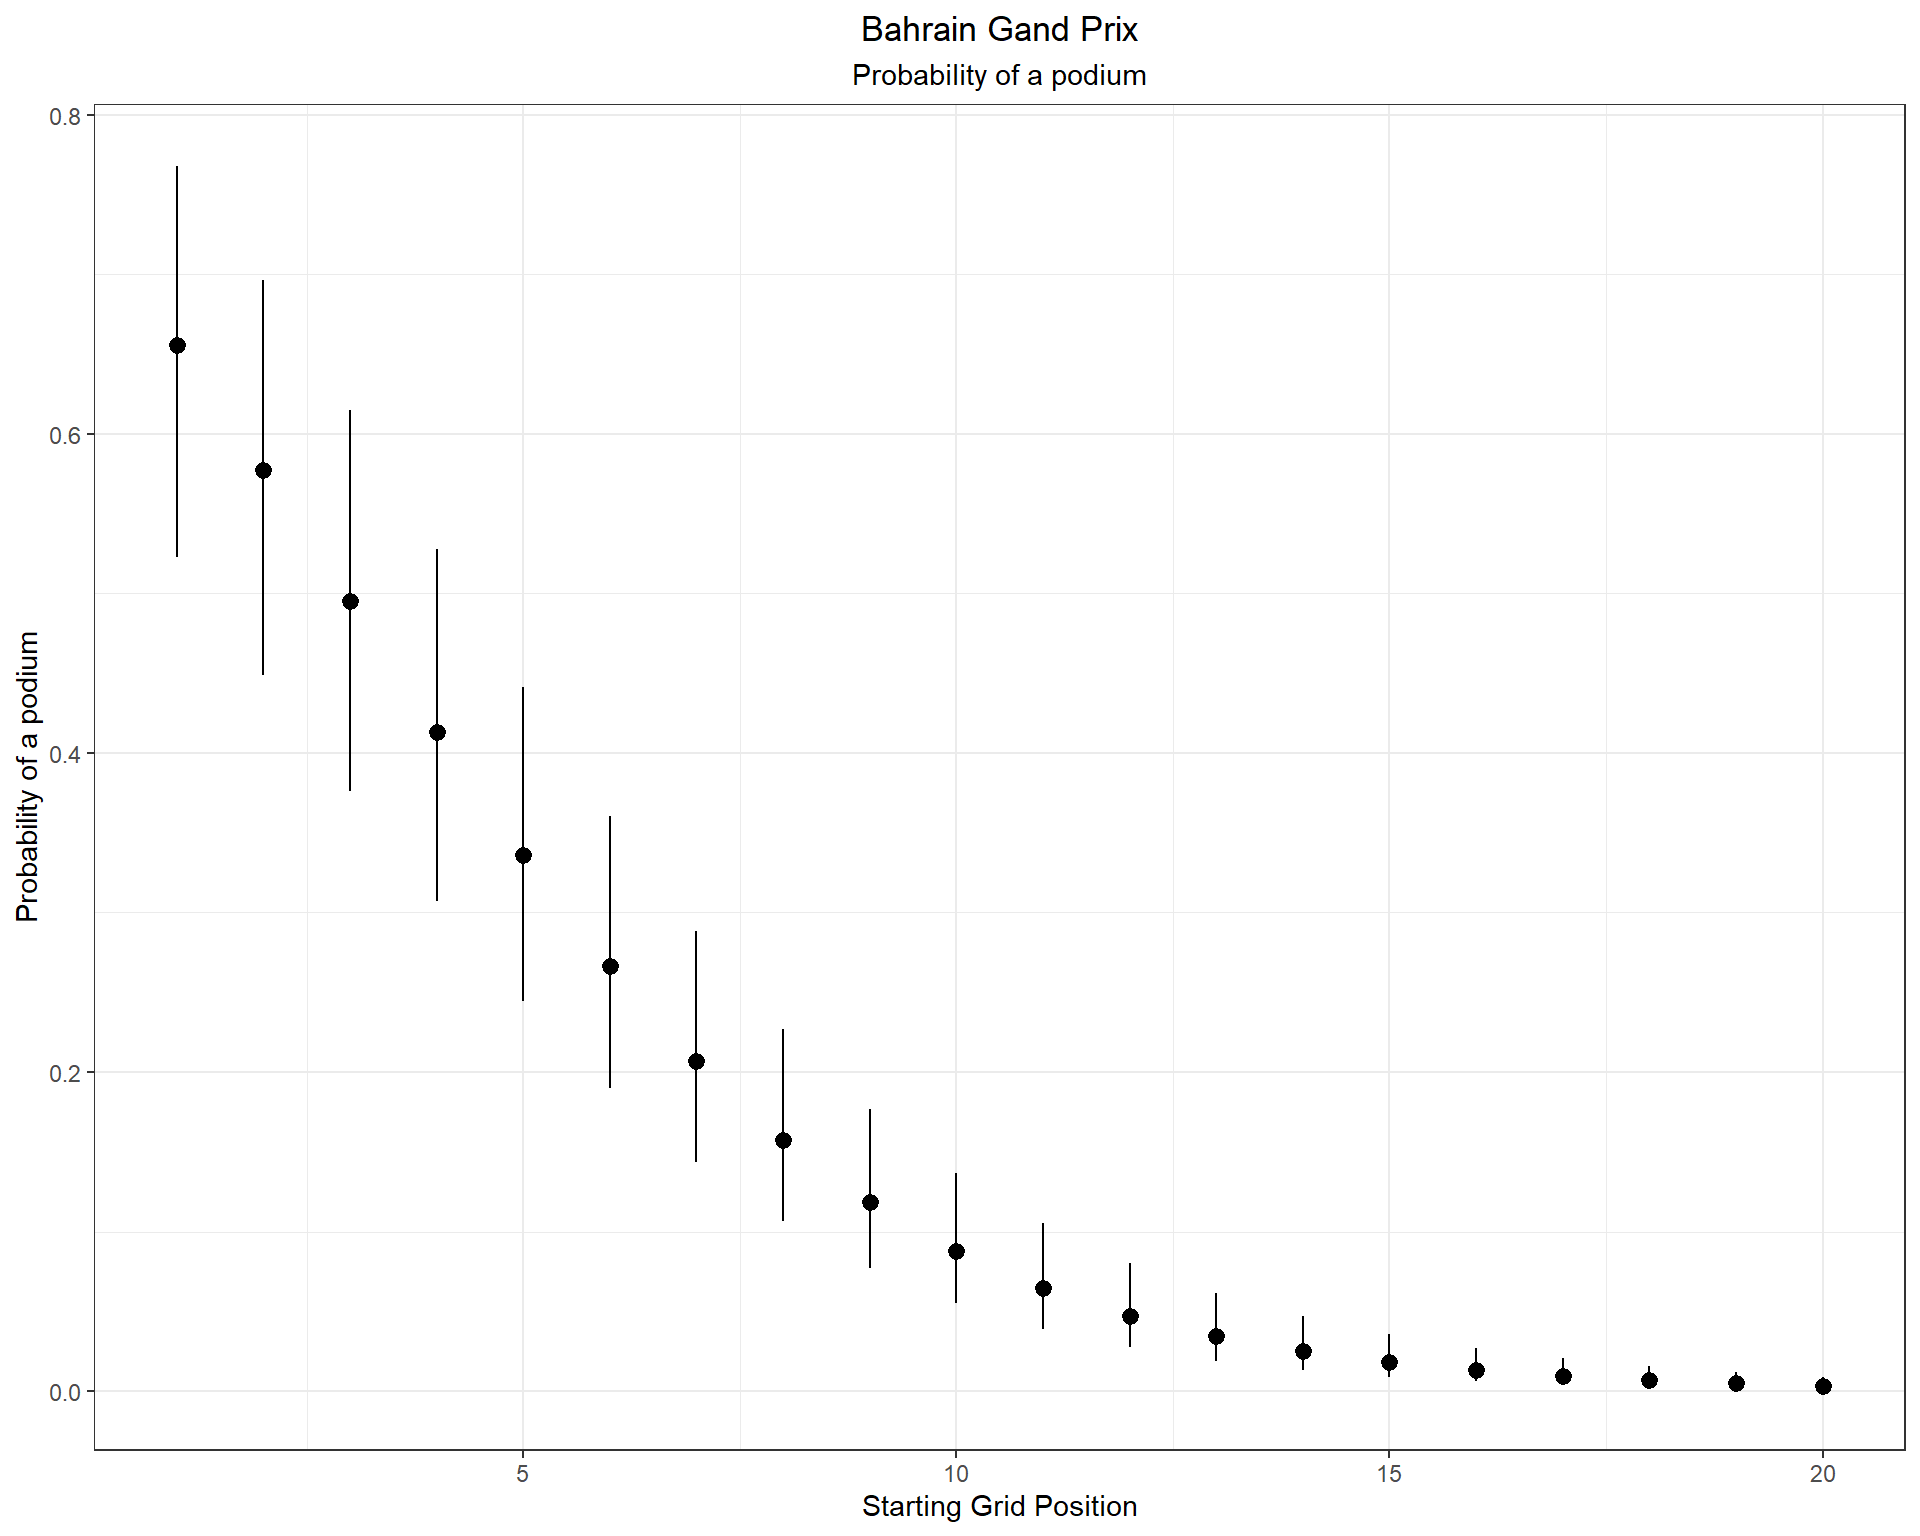 Bahrain Gand Prix
Probability of a podium
Probability of a podium
0.8
0.6
0.4
0.2
0.0
5
10
15
20
Starting Grid Position